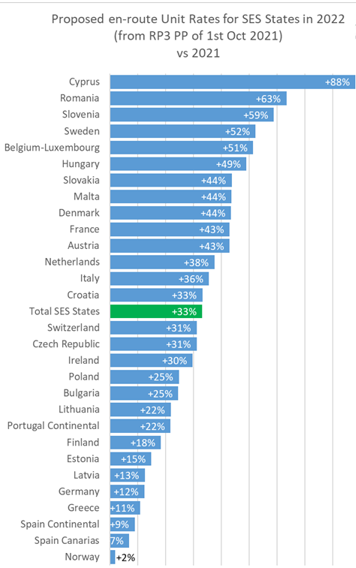 Proposed en-route Unit Rates for SES States in 2022
(from RP3 PP of 1st Oct 2021)
vs 2021
Cyprus +88%
Romania +63%
Slovenia +59%
Sweden +52%
Belgium-Luxembourg +51%
Hungary +49%
Slovakia +44%
Malta +44%
Denmark +44%
France +43%
Austria +43%
Netherlands +38%
Italy +36%
Croatia +33%
Total SES States +33%
Switzerland +31%
Czech Republic +31%
Ireland +30%
Poland +25%
Bulgaria +25%
Lithuania +22%
Portugal Continental +22%
Finland +18%
Estonia +15%
Latvia +13%
Germany +12%
Greece +11%
Spain Continental +9%
Spain Canarias 7%
Norway +2%